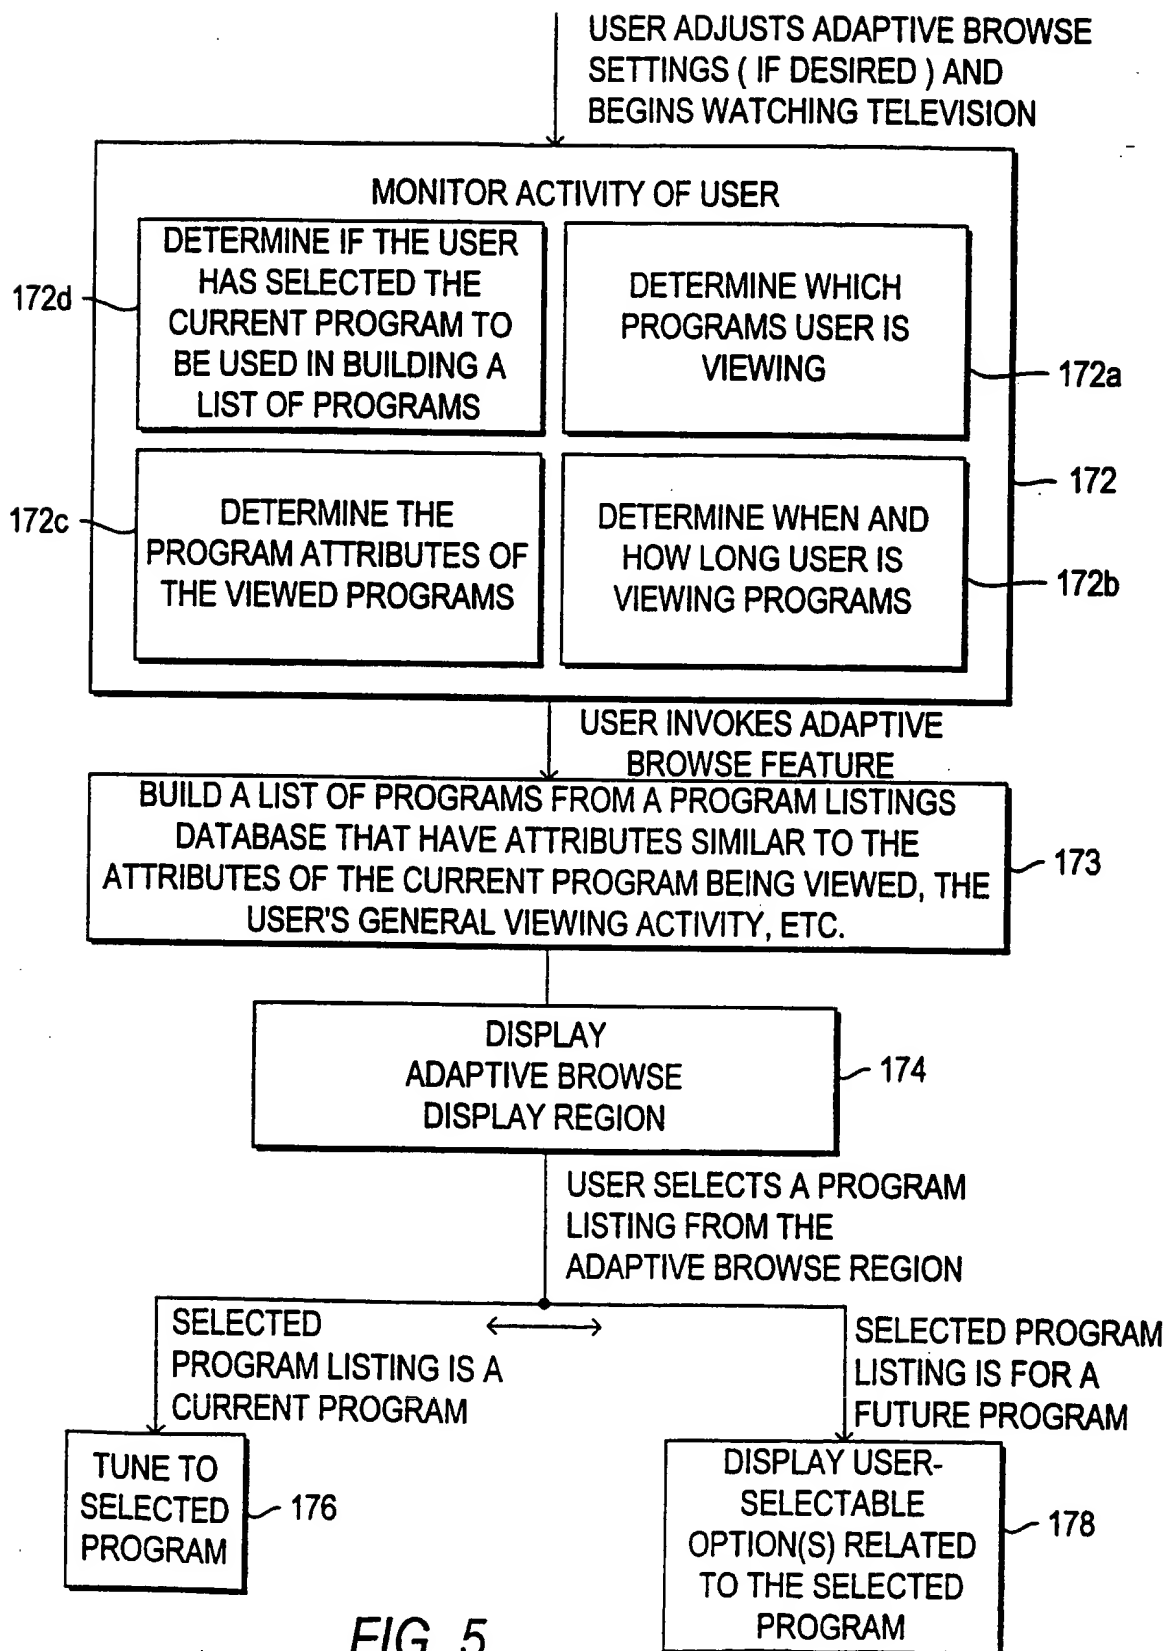 USER ADJUSTS ADAPTIVE BROWSE
SETTINGS ( IF DESIRED ) AND
BEGINS WATCHING TELEVISION
MONITOR ACTIVITY OF USER
172d
DETERMINE IF THE USER
HAS SELECTED THE
CURRENT PROGRAM TO
BE USED IN BUILDING A
LIST OF PROGRAMS
DETERMINE WHICH
PROGRAMS USER IS
VIEWING
172a
172
172c
DETERMINE THE
PROGRAM ATTRIBUTES OF
THE VIEWED PROGRAMS
DETERMINE WHEN AND
HOW LONG USER IS
VIEWING PROGRAMS
172b
USER INVOKES ADAPTIVE
BROWSE FEATURE
BUILD A LIST OF PROGRAMS FROM A PROGRAM LISTINGS
DATABASE THAT HAVE ATTRIBUTES SIMILAR TO THE
ATTRIBUTES OF THE CURRENT PROGRAM BEING VIEWED, THE
USER'S GENERAL VIEWING ACTIVITY, ETC.
173
DISPLAY
ADAPTIVE BROWSE
DISPLAY REGION
174
USER SELECTS A PROGRAM
LISTING FROM THE
ADAPTIVE BROWSE REGION
SELECTED
PROGRAM LISTING IS A
CURRENT PROGRAM
SELECTED PROGRAM
LISTING IS FOR A
FUTURE PROGRAM
TUNE TO
SELECTED
PROGRAM
176
DISPLAY USER-
SELECTABLE
OPTION(S) RELATED
TO THE SELECTED
PROGRAM
178
FIG. 5